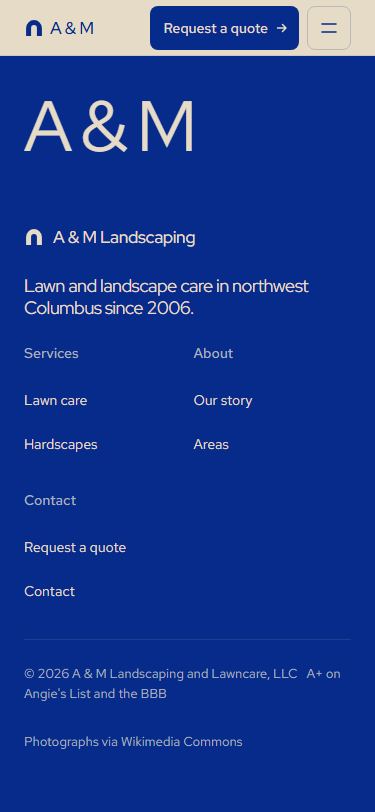 A & M
Request a quote →
A & M
A & M Landscaping
Lawn and landscape care in northwest
Columbus since 2006.
Services
About
Lawn care
Our story
Hardscapes
Areas
Contact
Request a quote
Contact
© 2026 A & M Landscaping and Lawncare, LLC A+ on
Angie's List and the BBB
Photographs via Wikimedia Commons